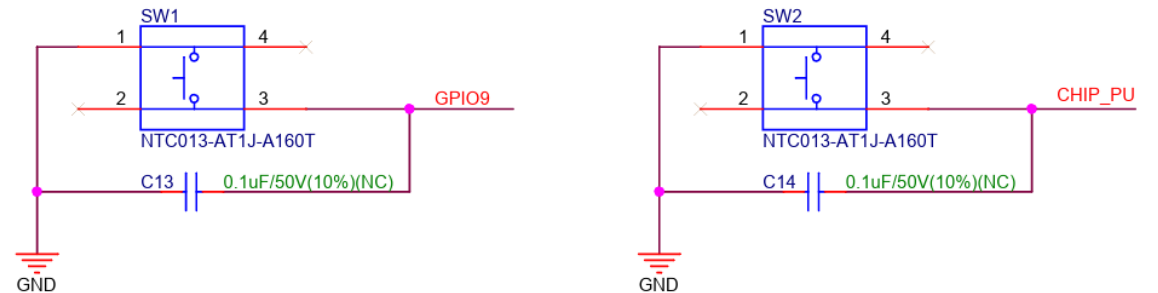 SW1
1 4
2 3
GPIO9
NTC013-AT1J-A160T
C13 0.1uF/50V(10%)(NC)
GND
SW2
1 4
2 3
CHIP_PU
NTC013-AT1J-A160T
C14 0.1uF/50V(10%)(NC)
GND